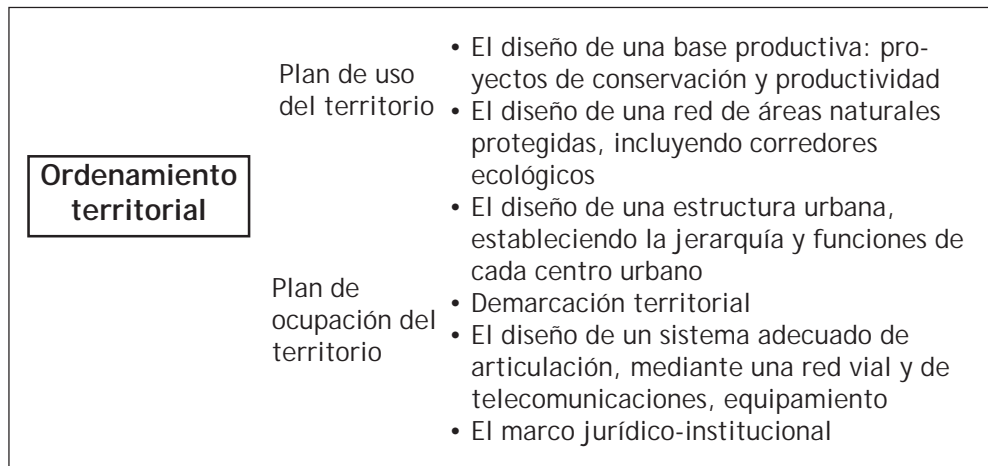 Ordenamiento
territorial
Plan de uso
del territorio
• El diseño de una base productiva: pro-
yectos de conservación y productividad
• El diseño de una red de áreas naturales
protegidas, incluyendo corredores
ecológicos
Plan de
ocupación del
territorio
• El diseño de una estructura urbana,
estableciendo la jerarquía y funciones de
cada centro urbano
• Demarcación territorial
• El diseño de un sistema adecuado de
articulación, mediante una red vial y de
telecomunicaciones, equipamiento
• El marco jurídico-institucional